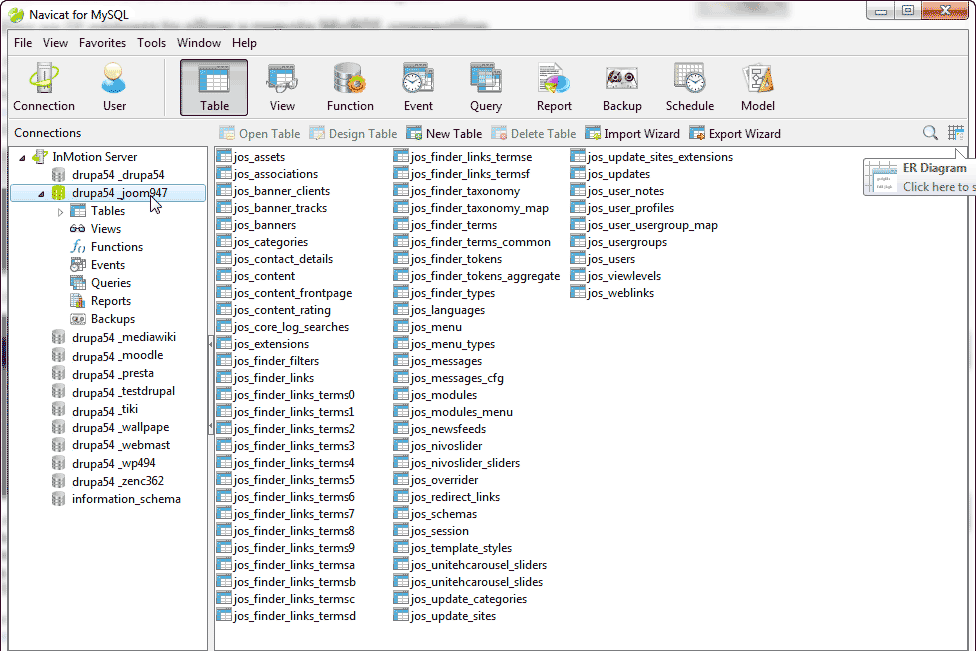 Navicat for MySQL
File View Favorites Tools Window Help
Connection User Table View Function Event Query Report Backup Schedule Model
Connections
Open Table Design Table New Table Delete Table Import Wizard Export Wizard
InMotion Server
drupa54 _drupa54
drupa54 _joom947
Tables
Views
Functions
Events
Queries
Reports
Backups
drupa54 _mediawiki
drupa54 _moodle
drupa54 _presta
drupa54 _testdrupal
drupa54 _tiki
drupa54 _wallpape
drupa54 _webmast
drupa54 _wp494
drupa54 _zenc362
information_schema
jos_assets
jos_associations
jos_banner_clients
jos_banner_tracks
jos_banners
jos_categories
jos_contact_details
jos_content
jos_content_frontpage
jos_content_rating
jos_core_log_searches
jos_extensions
jos_finder_filters
jos_finder_links
jos_finder_links_terms0
jos_finder_links_terms1
jos_finder_links_terms2
jos_finder_links_terms3
jos_finder_links_terms4
jos_finder_links_terms5
jos_finder_links_terms6
jos_finder_links_terms7
jos_finder_links_terms8
jos_finder_links_terms9
jos_finder_links_termsa
jos_finder_links_termsb
jos_finder_links_termsc
jos_finder_links_termsd
jos_finder_links_termse
jos_finder_links_termsf
jos_finder_taxonomy
jos_finder_taxonomy_map
jos_finder_terms
jos_finder_terms_common
jos_finder_tokens
jos_finder_tokens_aggregate
jos_finder_types
jos_languages
jos_menu
jos_menu_types
jos_messages
jos_messages_cfg
jos_modules
jos_modules_menu
jos_newsfeeds
jos_nivoslider
jos_nivoslider_sliders
jos_overrider
jos_redirect_links
jos_schemas
jos_session
jos_template_styles
jos_unitehcarousel_sliders
jos_unitehcarousel_slides
jos_update_categories
jos_update_sites
jos_update_sites_extensions
jos_updates
jos_user_notes
jos_user_profiles
jos_user_usergroup_map
jos_usergroups
jos_users
jos_viewlevels
jos_weblinks
ER Diagram
Click here to s